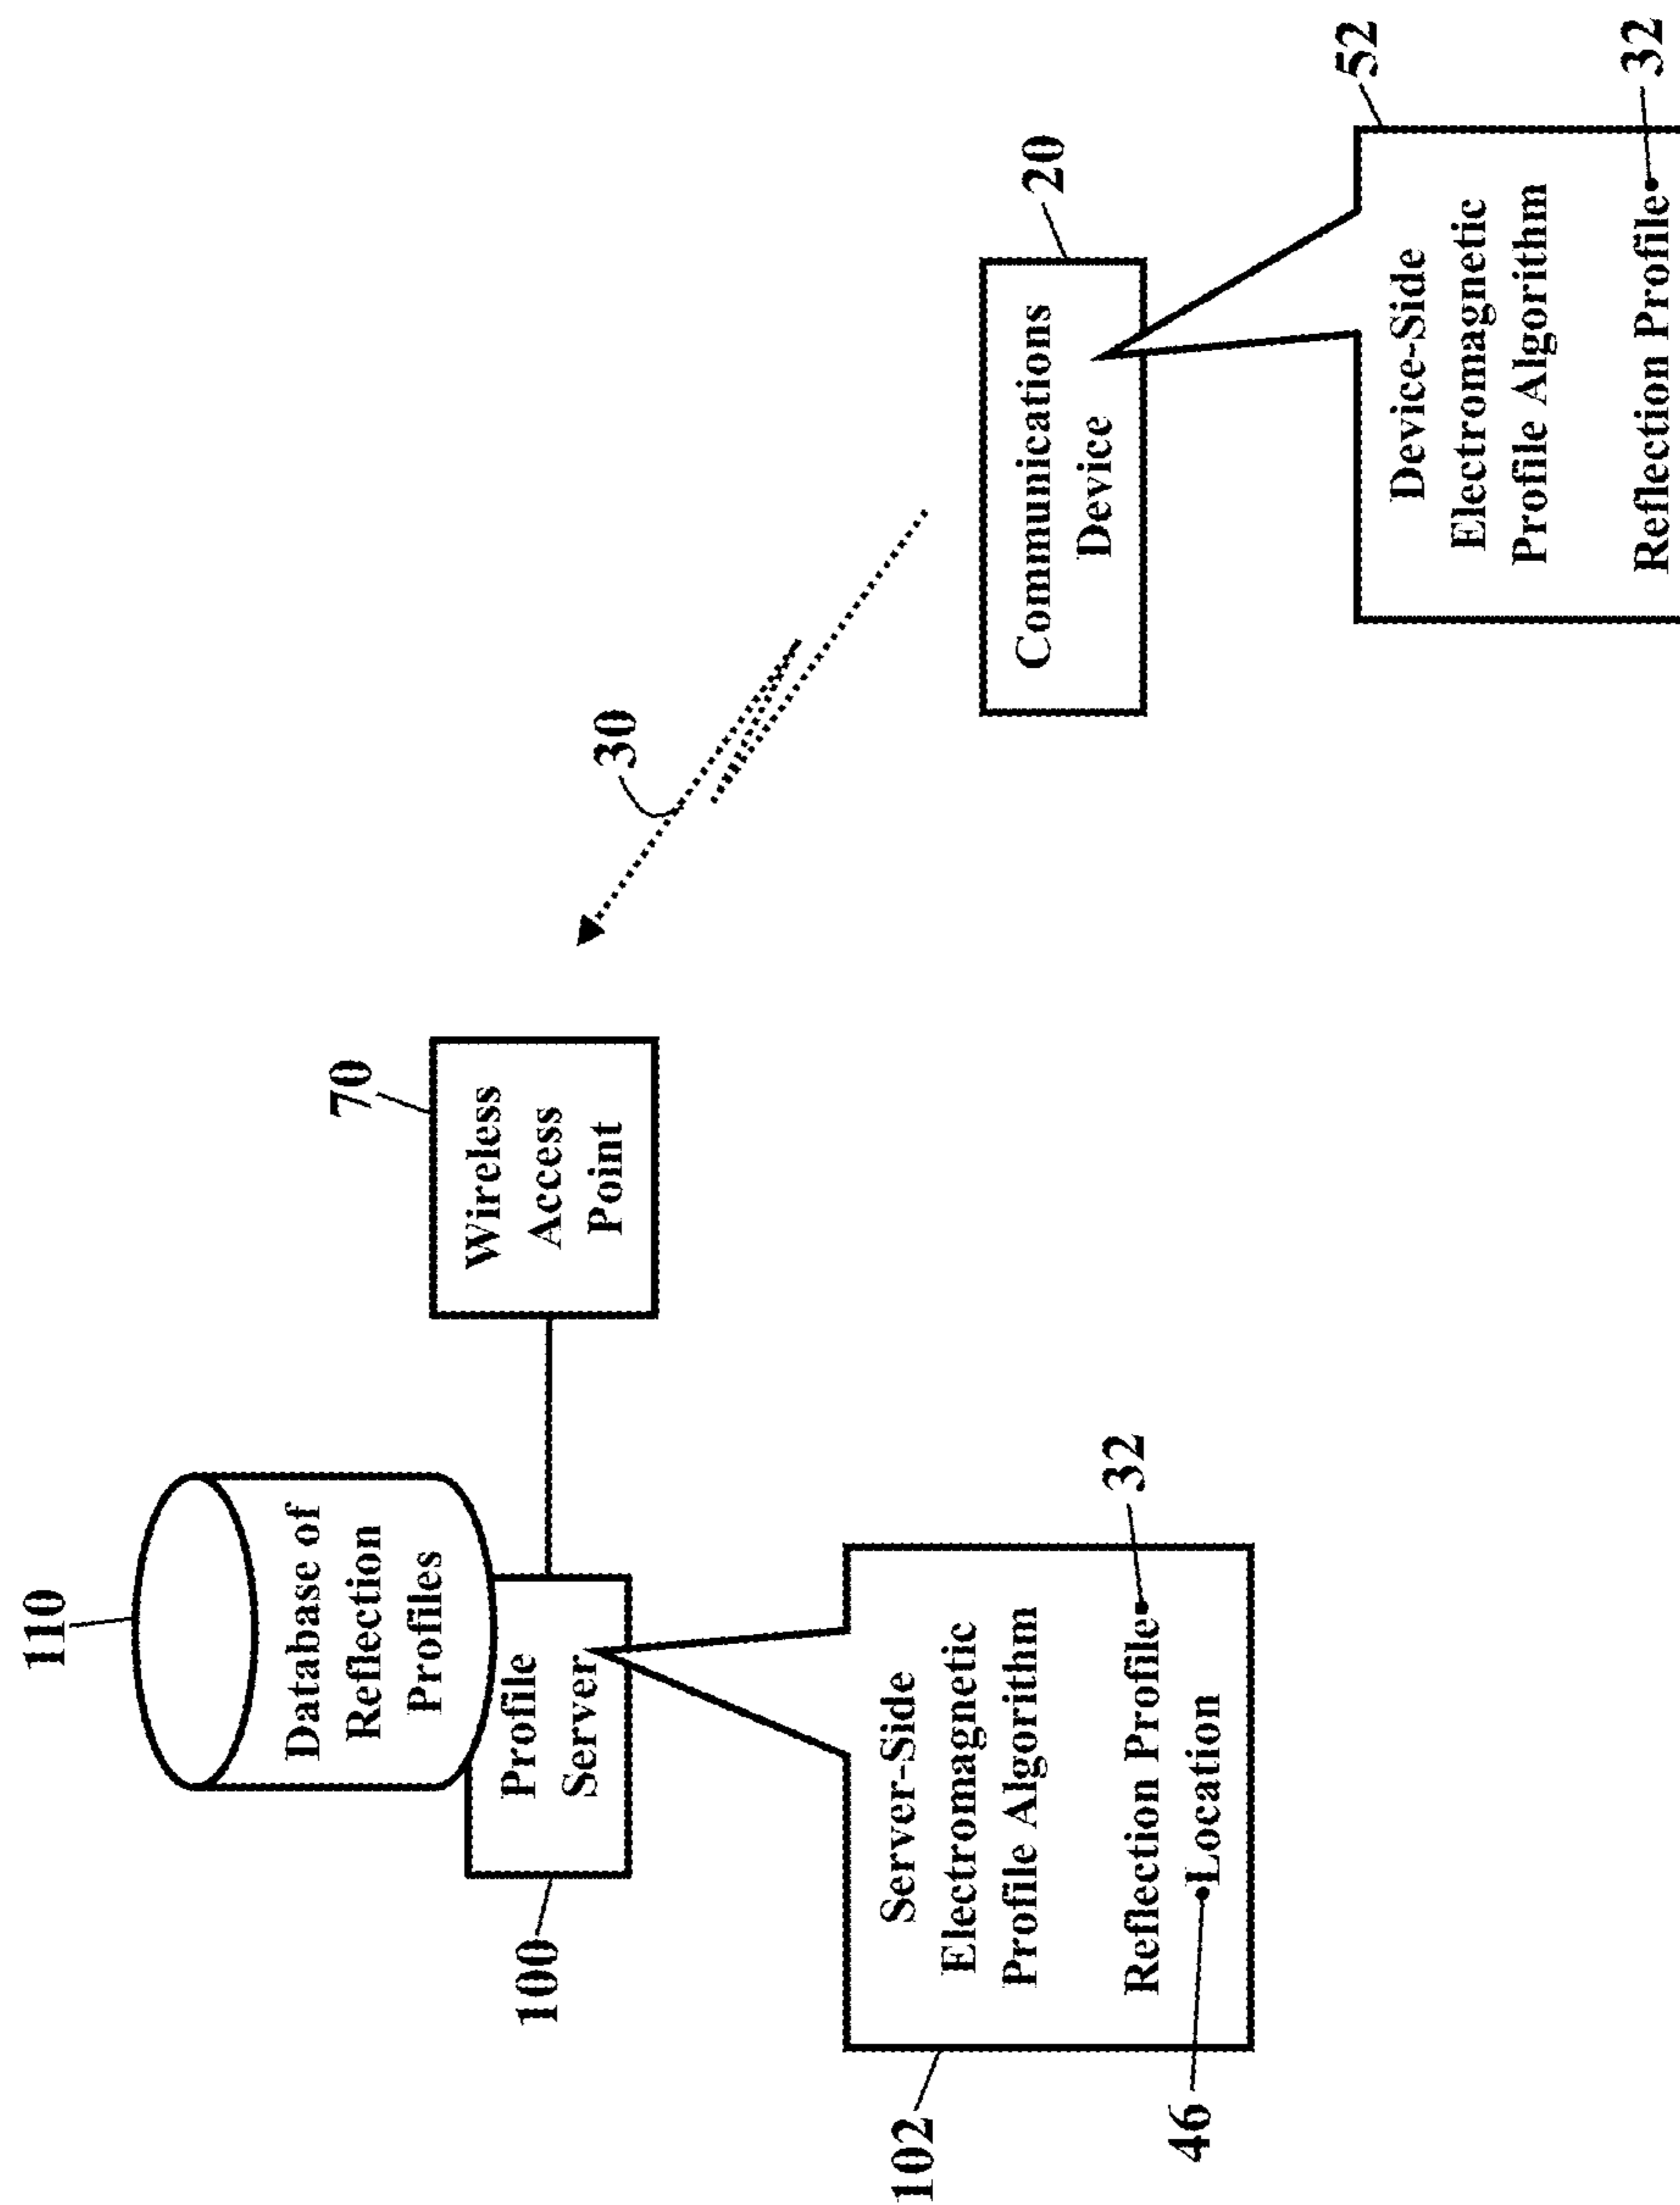 110
Database of
Reflection
Profiles
70
Wireless
Access
Point
100
Profile
Server
30
20
Communications
Device
102
Server-Side
Electromagnetic
Profile Algorithm
Reflection Profile
32
46
Location
52
Device-Side
Electromagnetic
Profile Algorithm
Reflection Profile
32